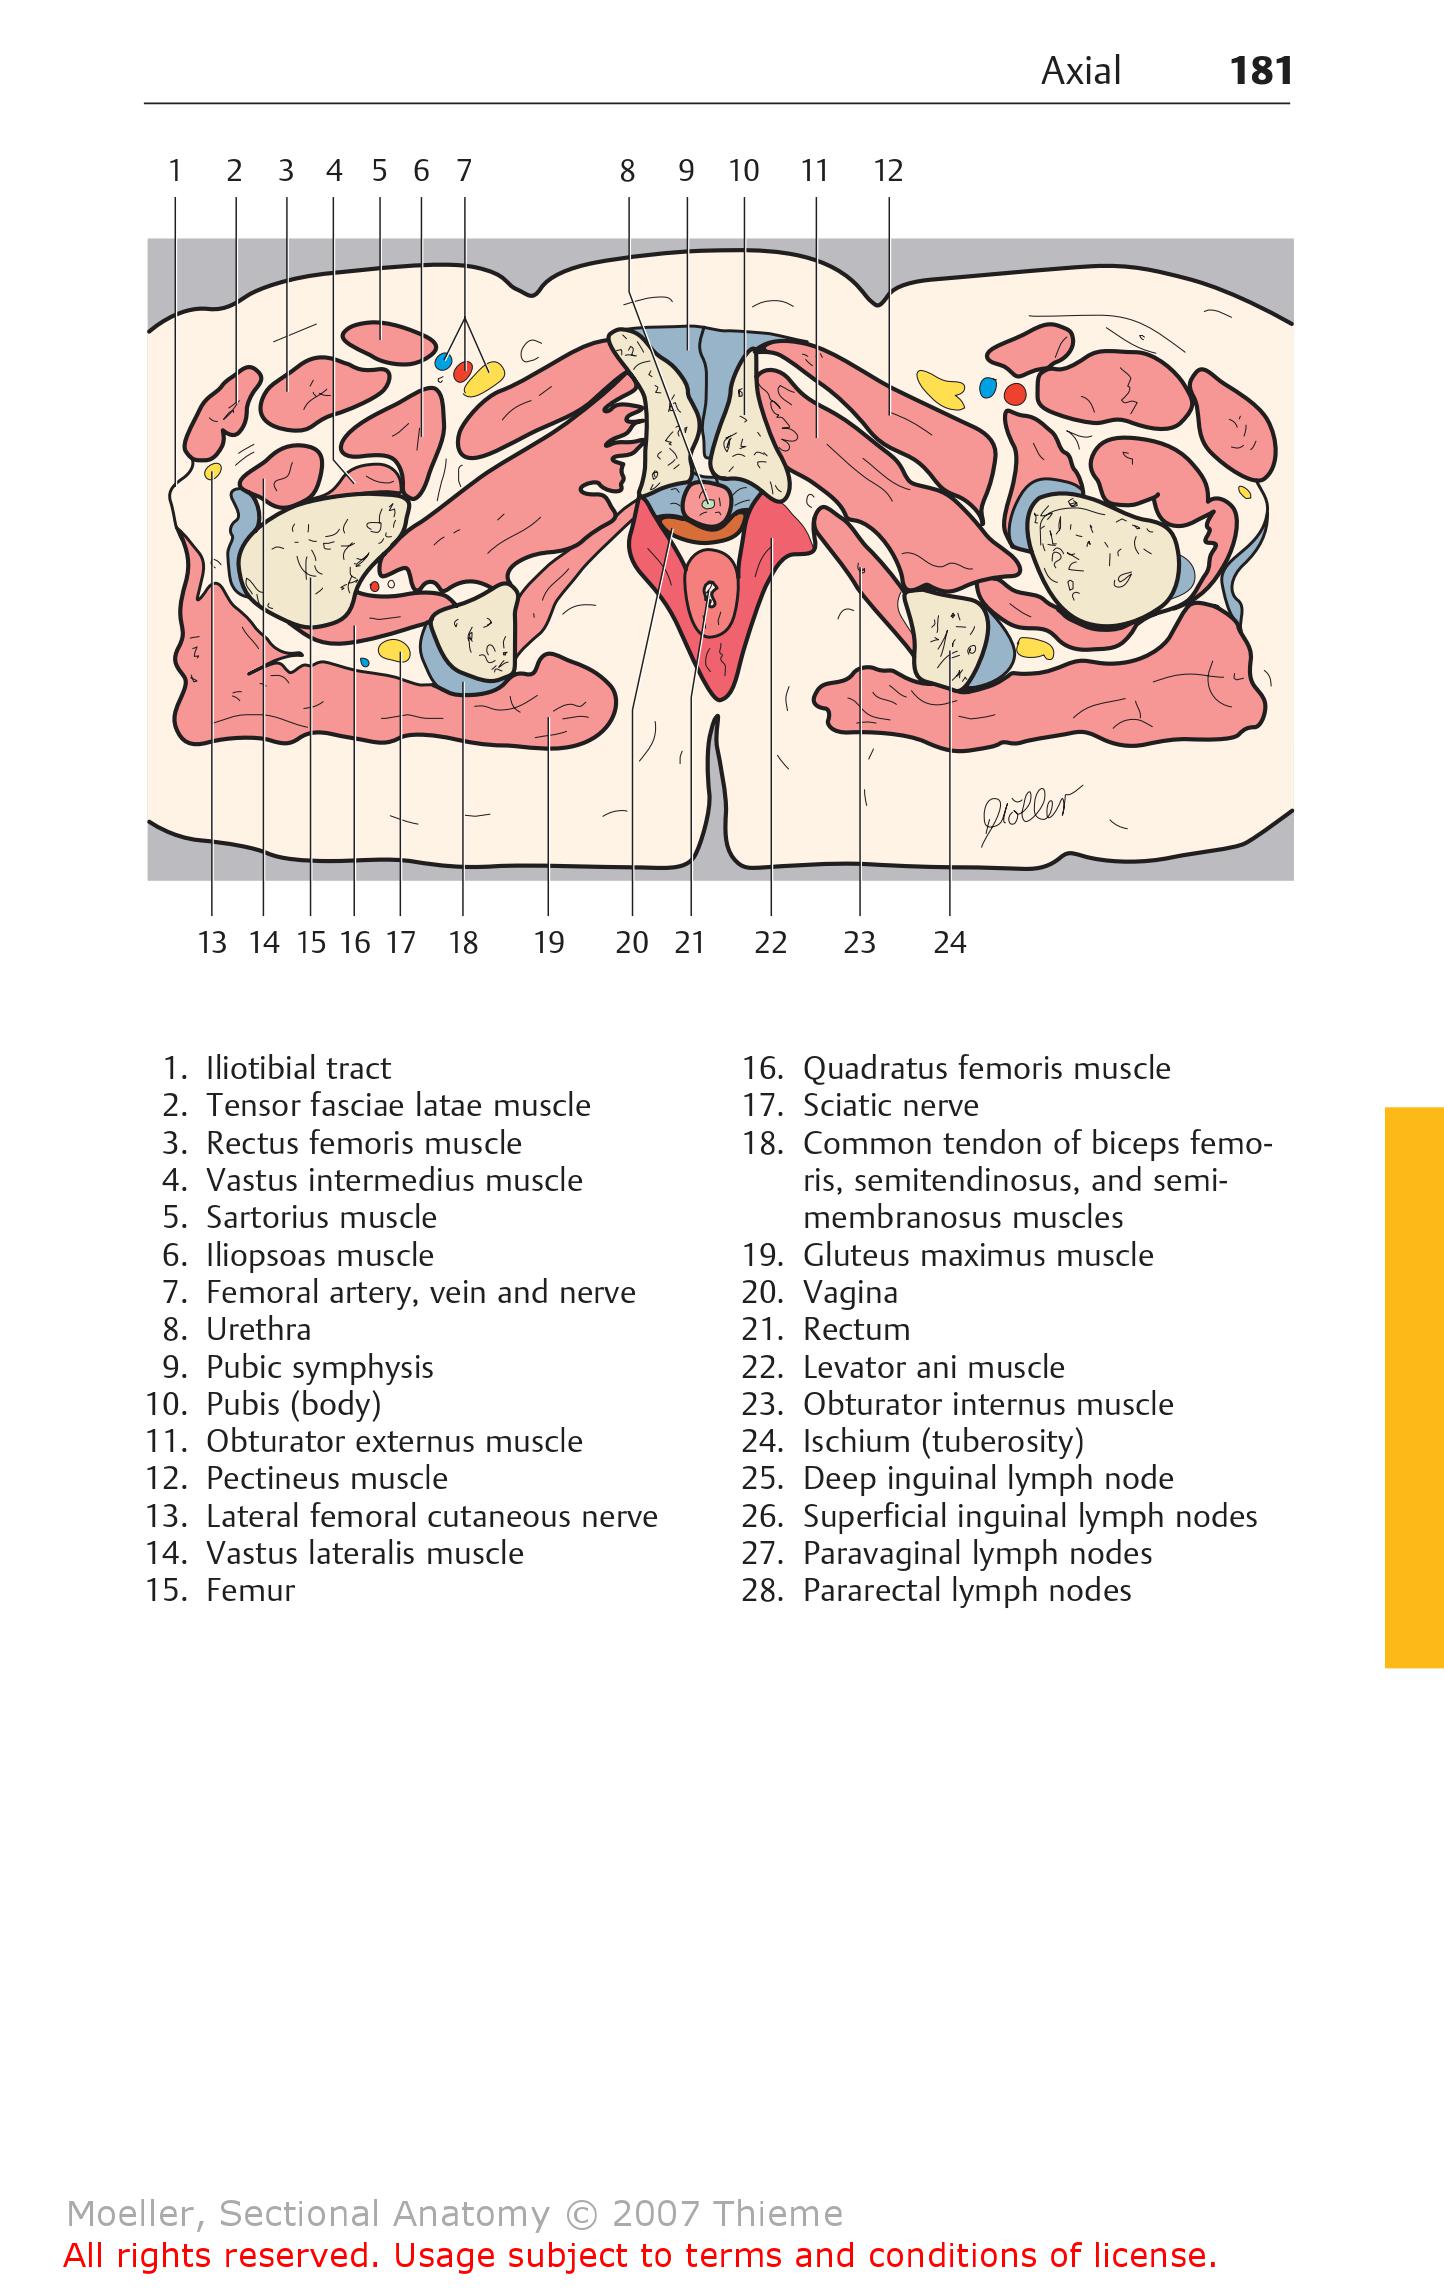 Axial 181
1 2 3 4 5 6 7 8 9 10 11 12
Möller
13 14 15 16 17 18 19 20 21 22 23 24
1. Iliotibial tract
2. Tensor fasciae latae muscle
3. Rectus femoris muscle
4. Vastus intermedius muscle
5. Sartorius muscle
6. Iliopsoas muscle
7. Femoral artery, vein and nerve
8. Urethra
9. Pubic symphysis
10. Pubis (body)
11. Obturator externus muscle
12. Pectineus muscle
13. Lateral femoral cutaneous nerve
14. Vastus lateralis muscle
15. Femur
16. Quadratus femoris muscle
17. Sciatic nerve
18. Common tendon of biceps femo-
ris, semitendinosus, and semi-
membranosus muscles
19. Gluteus maximus muscle
20. Vagina
21. Rectum
22. Levator ani muscle
23. Obturator internus muscle
24. Ischium (tuberosity)
25. Deep inguinal lymph node
26. Superficial inguinal lymph nodes
27. Paravaginal lymph nodes
28. Pararectal lymph nodes
Moeller, Sectional Anatomy © 2007 Thieme
All rights reserved. Usage subject to terms and conditions of license.